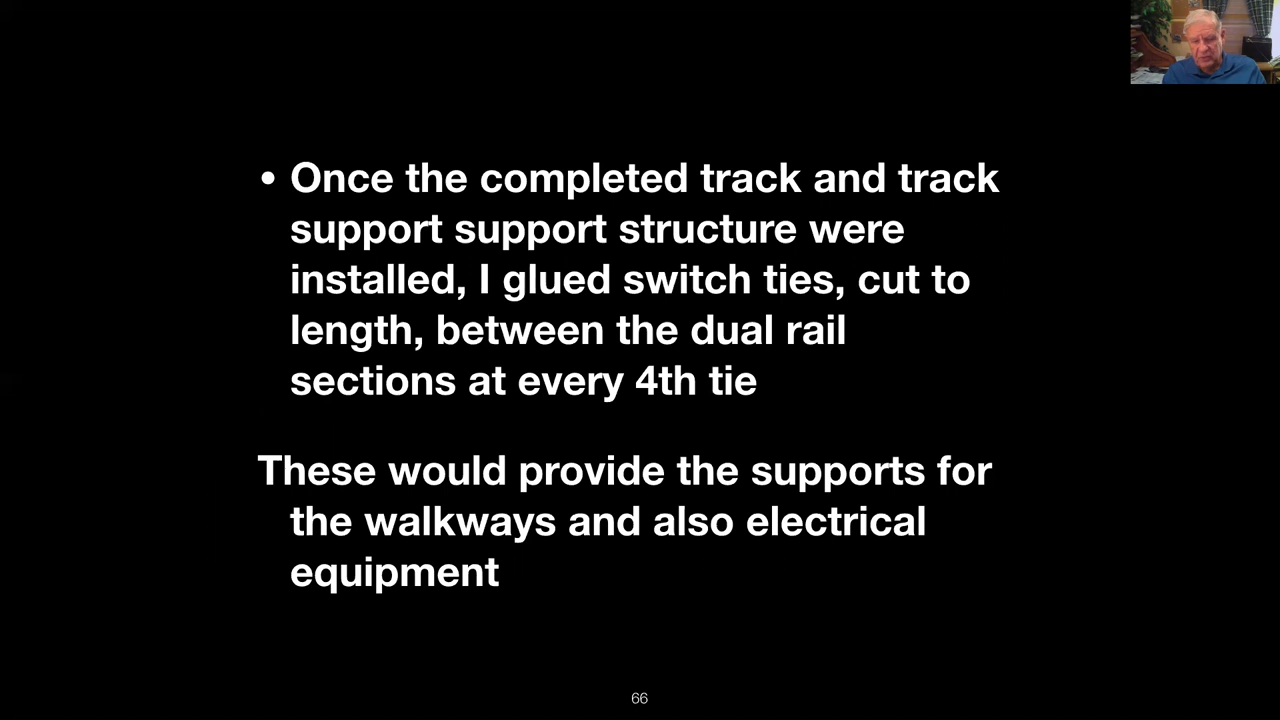 • Once the completed track and track
support support structure were
installed, I glued switch ties, cut to
length, between the dual rail
sections at every 4th tie
These would provide the supports for
the walkways and also electrical
equipment
66